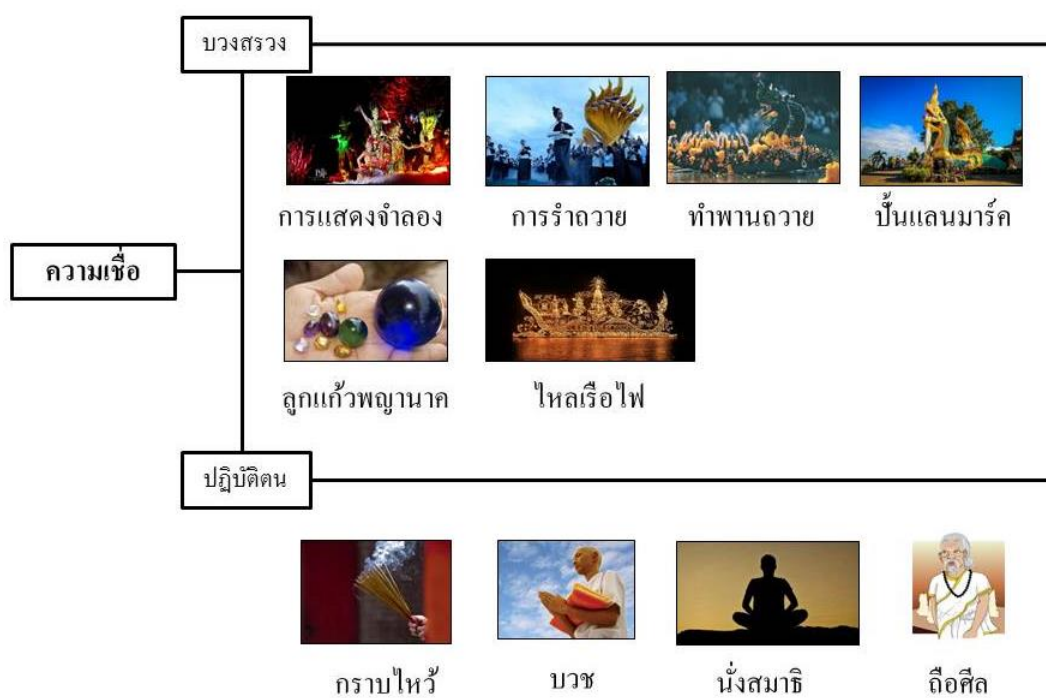 บวงสรวง
การแสดงจำลอง
การรำถวาย
ทำพานถวาย
ปั้นแลนมาร์ค
ความเชื่อ
ลูกแก้วพญานาค
ไหลเรือไฟ
ปฏิบัติตน
กราบไหว้
บวช
นั่งสมาธิ
ถือศีล